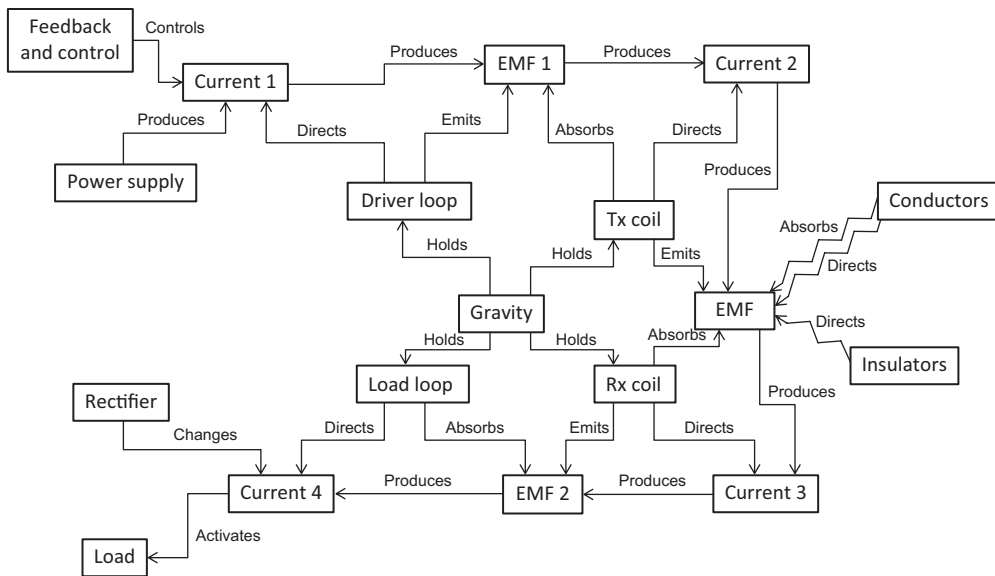 Feedback
and control
Controls
Current 1
Produces
EMF 1
Produces
Current 2
Produces
Power supply
Directs
Emits
Driver loop
Absorbs
Directs
Tx coil
Produces
Conductors
Absorbs
Directs
Holds
Holds
Emits
EMF
Gravity
Directs
Insulators
Holds
Holds
Absorbs
Load loop
Rx coil
Produces
Rectifier
Changes
Directs
Absorbs
Emits
Directs
Current 4
Produces
EMF 2
Produces
Current 3
Activates
Load